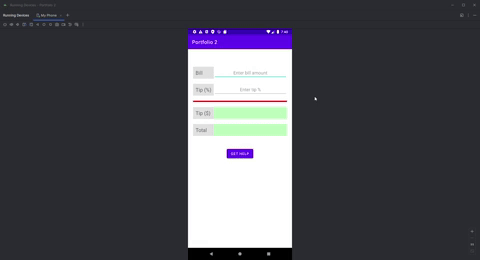 Running Devices - Portfolio 2
Running Devices
My Phone
7:40
Portfolio 2
Bill
Enter bill amount
Tip (%)
Enter tip %
Tip ($)
Total
GET HELP